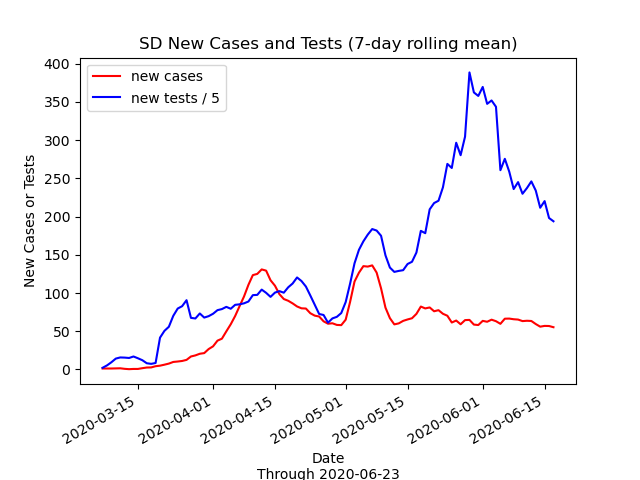 SD New Cases and Tests (7-day rolling mean)
new cases
new tests / 5
New Cases or Tests
400
350
300
250
200
150
100
50
0
2020-03-15
2020-04-01
2020-04-15
2020-05-01
2020-05-15
2020-06-01
2020-06-15
Date
Through 2020-06-23